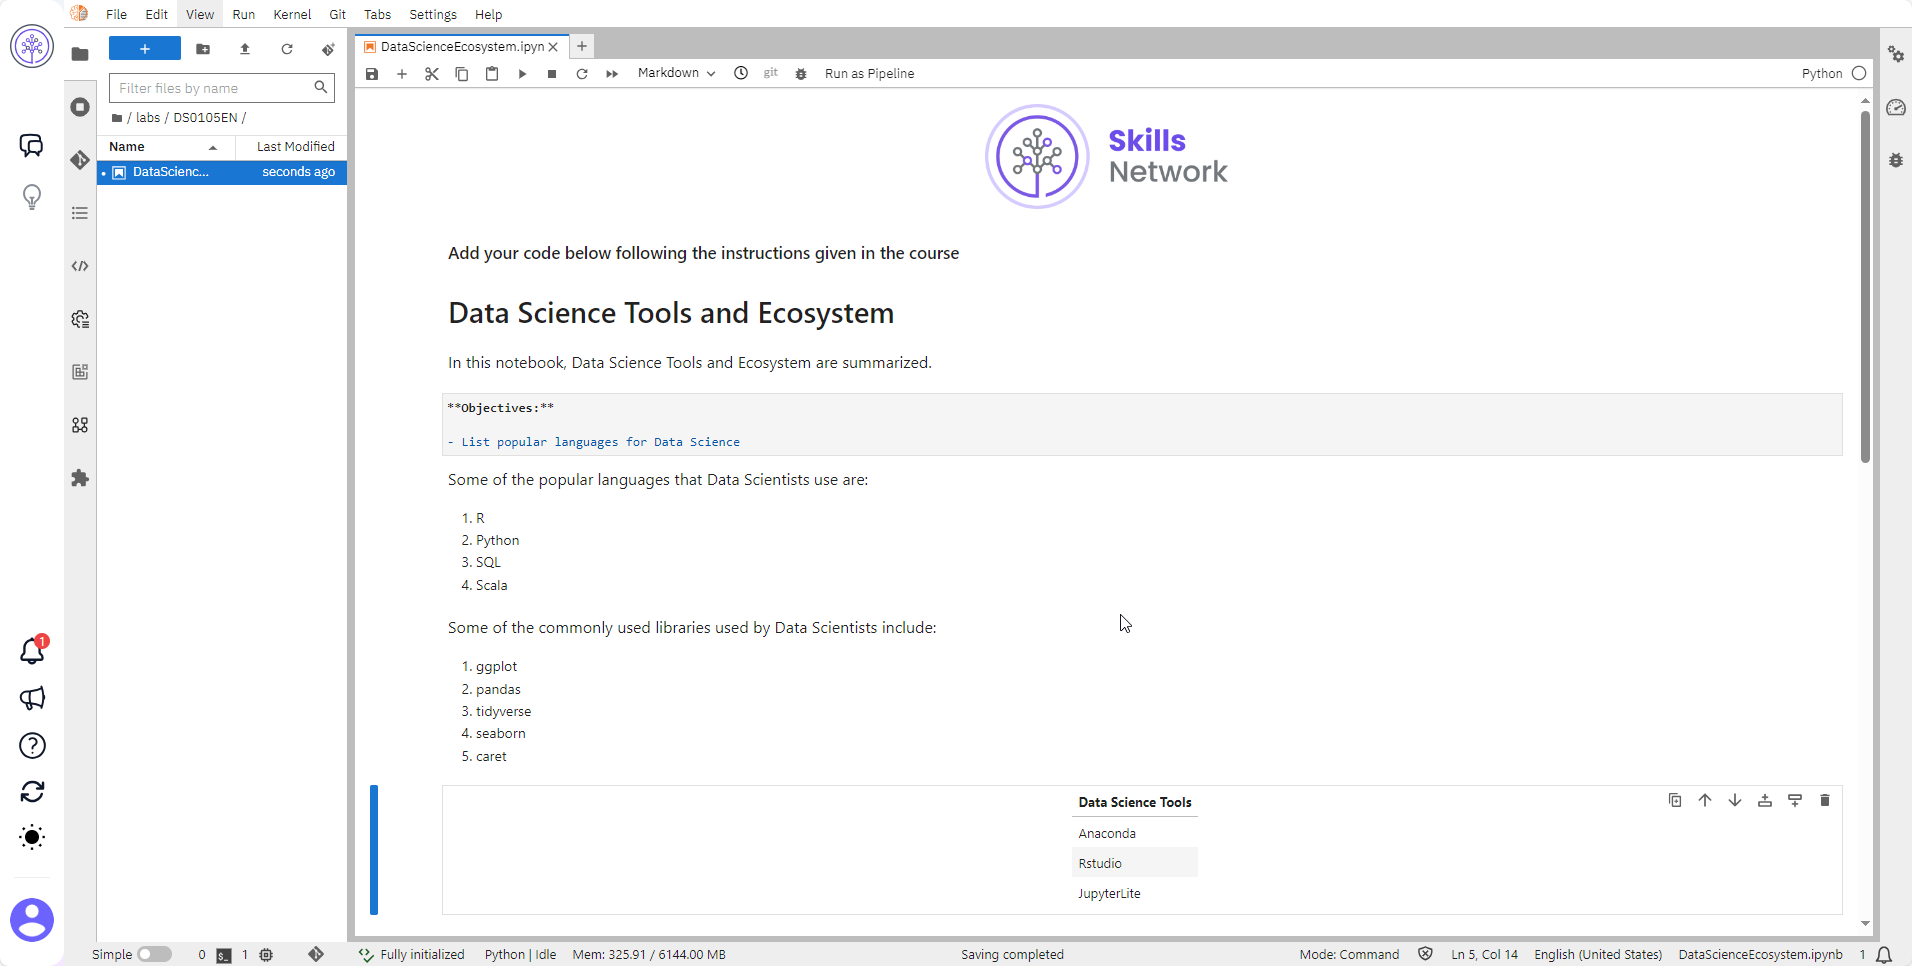 File Edit View Run Kernel Git Tabs Settings Help
+
Filter files by name
/ labs / DS0105EN /
Name Last Modified
DataScienc... seconds ago
DataScienceEcosystem.ipyn
Markdown git Run as Pipeline Python
Skills
Network
Add your code below following the instructions given in the course
Data Science Tools and Ecosystem
In this notebook, Data Science Tools and Ecosystem are summarized.
**Objectives:**
- List popular languages for Data Science
Some of the popular languages that Data Scientists use are:
1. R
2. Python
3. SQL
4. Scala
Some of the commonly used libraries used by Data Scientists include:
1. ggplot
2. pandas
3. tidyverse
4. seaborn
5. caret
Data Science Tools
Anaconda
Rstudio
JupyterLite
1
Simple 0 $_ 1 Fully initialized Python | Idle Mem: 325.91 / 6144.00 MB Saving completed Mode: Command Ln 5, Col 14 English (United States) DataScienceEcosystem.ipynb 1